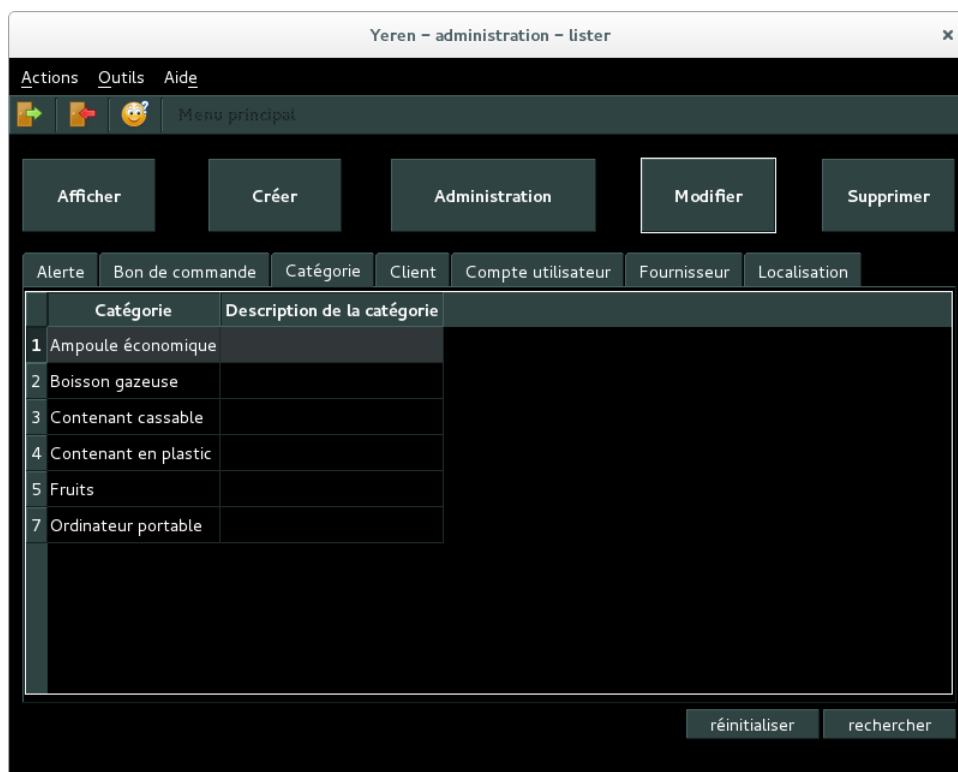 Yeren – administration – lister ×
Actions Outils Aide
Menu principal
Afficher Créer Administration Modifier Supprimer
Alerte Bon de commande Catégorie Client Compte utilisateur Fournisseur Localisation
Catégorie Description de la catégorie
1 Ampoule économique
2 Boisson gazeuse
3 Contenant cassable
4 Contenant en plastic
5 Fruits
7 Ordinateur portable
réinitialiser rechercher